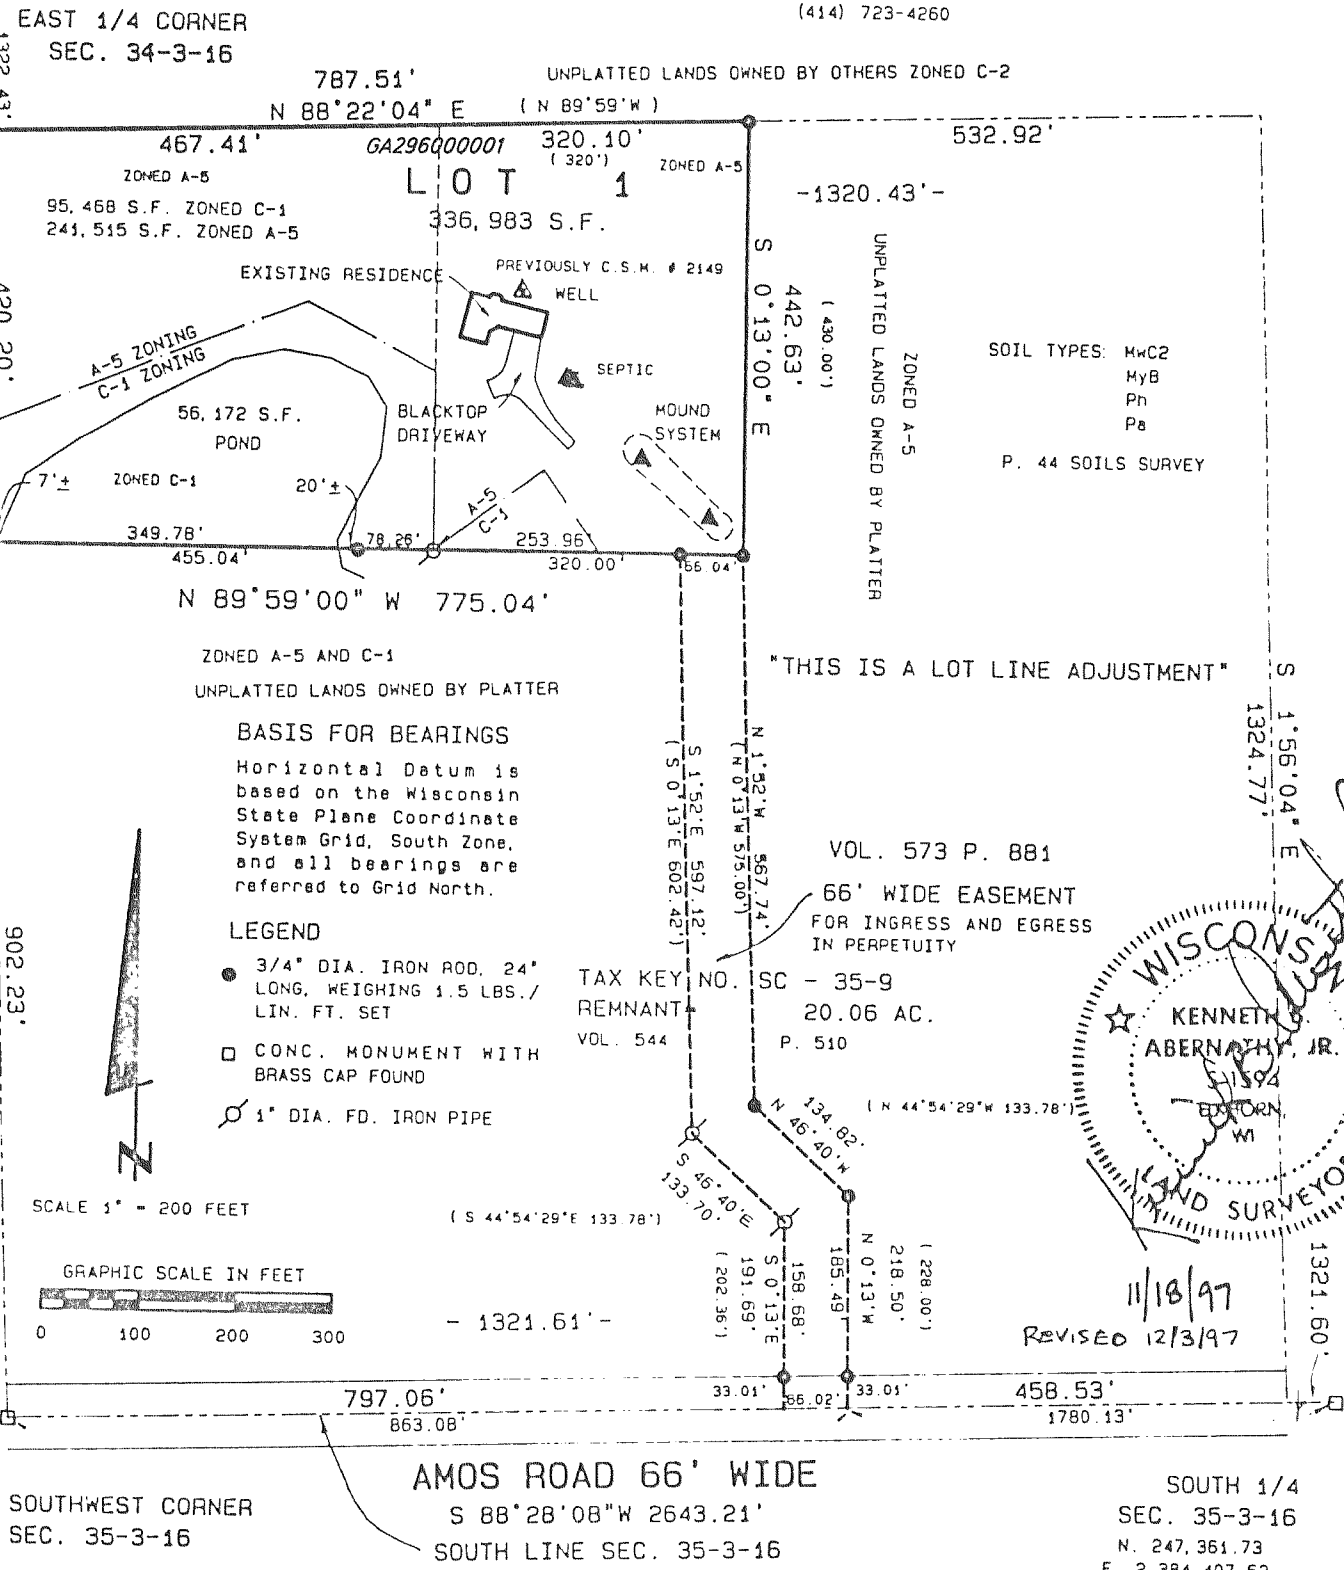 (414) 723-4260
EAST 1/4 CORNER
SEC. 34-3-16
1322.43'
787.51'
N 88°22'04" E
( N 89°59'W )
UNPLATTED LANDS OWNED BY OTHERS ZONED C-2
467.41'
GA296000001
320.10'
( 320')
532.92'
ZONED A-5
ZONED A-5
LOT 1
-1320.43'-
95,468 S.F. ZONED C-1
241,515 S.F. ZONED A-5
336,983 S.F.
EXISTING RESIDENCE
PREVIOUSLY C.S.M. # 2149
WELL
S 0°13'00" E
442.63'
( 430.00')
UNPLATTED LANDS OWNED BY PLATTER
ZONED A-5
420.20'
A-5 ZONING
C-1 ZONING
SEPTIC
SOIL TYPES: MwC2
MyB
Ph
Pa
P. 44 SOILS SURVEY
56,172 S.F.
POND
BLACKTOP
DRIVEWAY
MOUND
SYSTEM
7'±
ZONED C-1
20'±
A-5
C-1
349.78'
455.04'
78.26'
253.96'
320.00'
66.04'
N 89°59'00" W 775.04'
ZONED A-5 AND C-1
UNPLATTED LANDS OWNED BY PLATTER
"THIS IS A LOT LINE ADJUSTMENT"
S 1°56'04" E
1324.77'
BASIS FOR BEARINGS
Horizontal Datum is
based on the Wisconsin
State Plane Coordinate
System Grid, South Zone,
and all bearings are
referred to Grid North.
S 1°52'E 597.12'
( S 0°13'E 602.42')
N 1°52'W 567.74'
( N 0°13'W 575.00')
VOL. 573 P. 881
66' WIDE EASEMENT
FOR INGRESS AND EGRESS
IN PERPETUITY
902.23'
LEGEND
3/4" DIA. IRON ROD, 24"
LONG, WEIGHING 1.5 LBS./
LIN. FT. SET
CONC. MONUMENT WITH
BRASS CAP FOUND
1" DIA. FD. IRON PIPE
TAX KEY NO. SC - 35-9
REMNANT 20.06 AC.
VOL. 544 P. 510
WISCONSIN
KENNETH
ABERNATHY, JR.
S-1594
WI
LAND SURVEYOR
N
134.82'
N 46°40'W
( N 44°54'29"W 133.78')
S 46°40'E
133.70'
( S 44°54'29"E 133.78')
SCALE 1" = 200 FEET
GRAPHIC SCALE IN FEET
0 100 200 300
- 1321.61'-
158.68'
S 0°13'E
191.69'
( 202.36')
( 228.00')
218.50'
N 0°13'W
185.49'
11/18/97
REVISED 12/3/97
1321.60'
797.06'
863.08'
33.01'
66.02'
33.01'
458.53'
1780.13'
AMOS ROAD 66' WIDE
S 88°28'08"W 2643.21'
SOUTH LINE SEC. 35-3-16
SOUTHWEST CORNER
SEC. 35-3-16
SOUTH 1/4
SEC. 35-3-16
N. 247,361.73